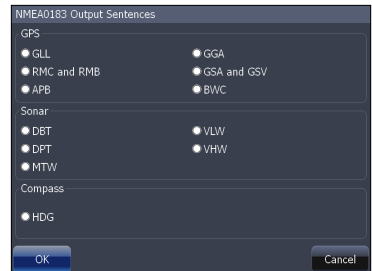 NMEA0183 Output Sentences
GPS
GLL GGA
RMC and RMB GSA and GSV
APB BWC
Sonar
DBT VLW
DPT VHW
MTW
Compass
HDG
OK Cancel